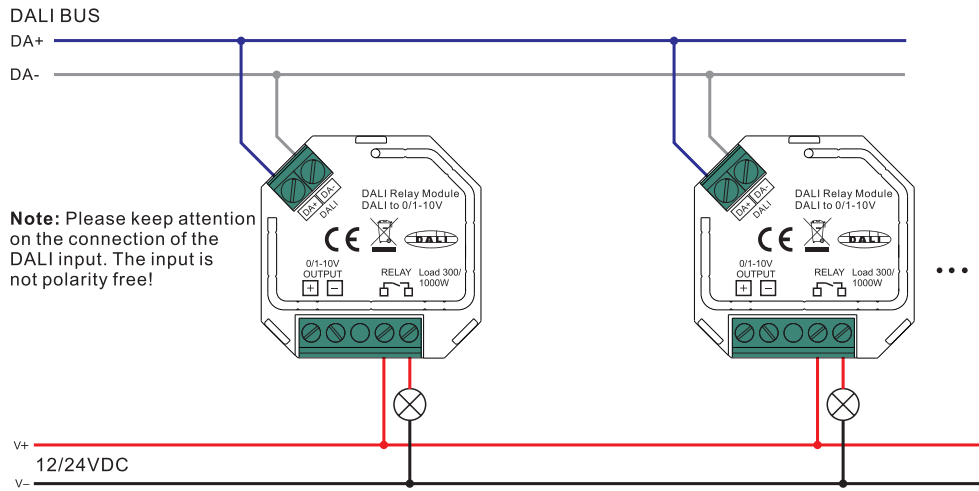 DALI BUS
DA+
DA-
Note: Please keep attention
on the connection of the
DALI input. The input is
not polarity free!
DA+ DA-
DALI
DALI Relay Module
DALI to 0/1-10V
CE
DALI
0/1-10V
OUTPUT
+ −
RELAY
Load 300/
1000W
DA+ DA-
DALI
DALI Relay Module
DALI to 0/1-10V
CE
DALI
0/1-10V
OUTPUT
+ −
RELAY
Load 300/
1000W
•••
V+
12/24VDC
V−